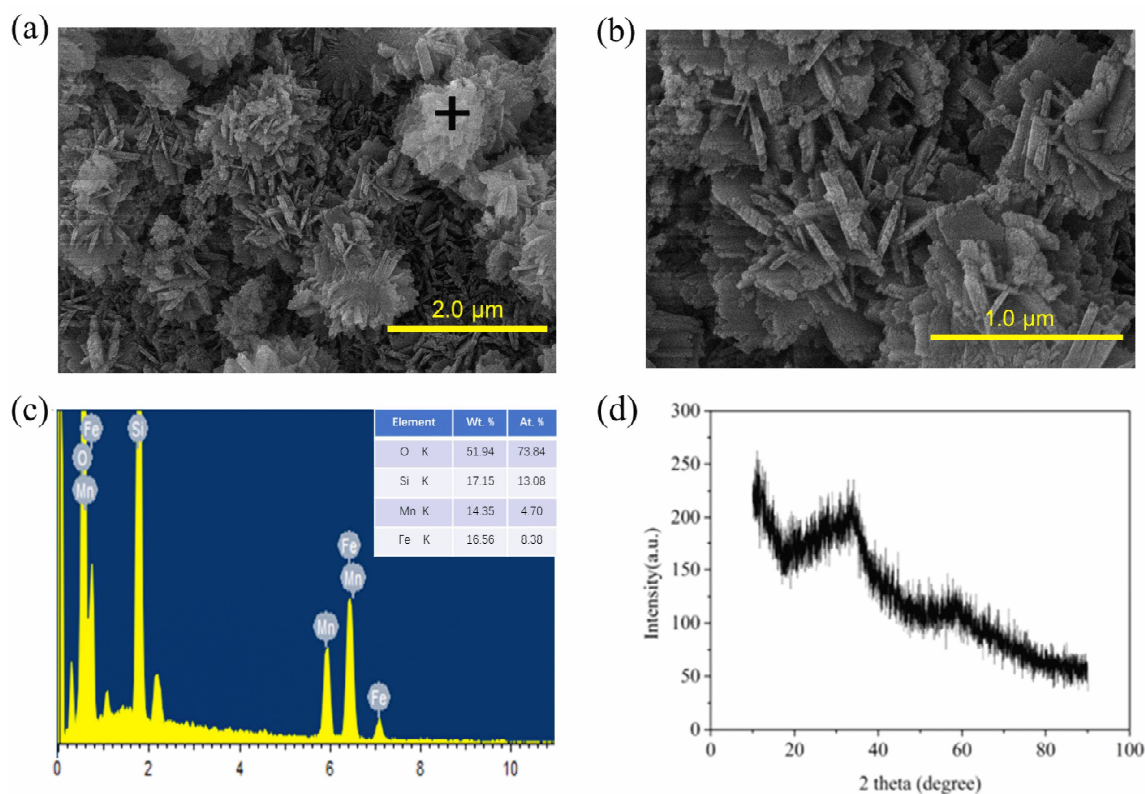 (a)
2.0 μm
(b)
1.0 μm
(c)
Fe
O
Mn
Si
Mn
Fe
Mn
Fe
Element Wt. % At. %
O K 51.94 73.84
Si K 17.15 13.08
Mn K 14.35 4.70
Fe K 16.56 8.38
0 2 4 6 8 10
(d)
Intensity(a.u.)
300
250
200
150
100
50
0
0 20 40 60 80 100
2 theta (degree)